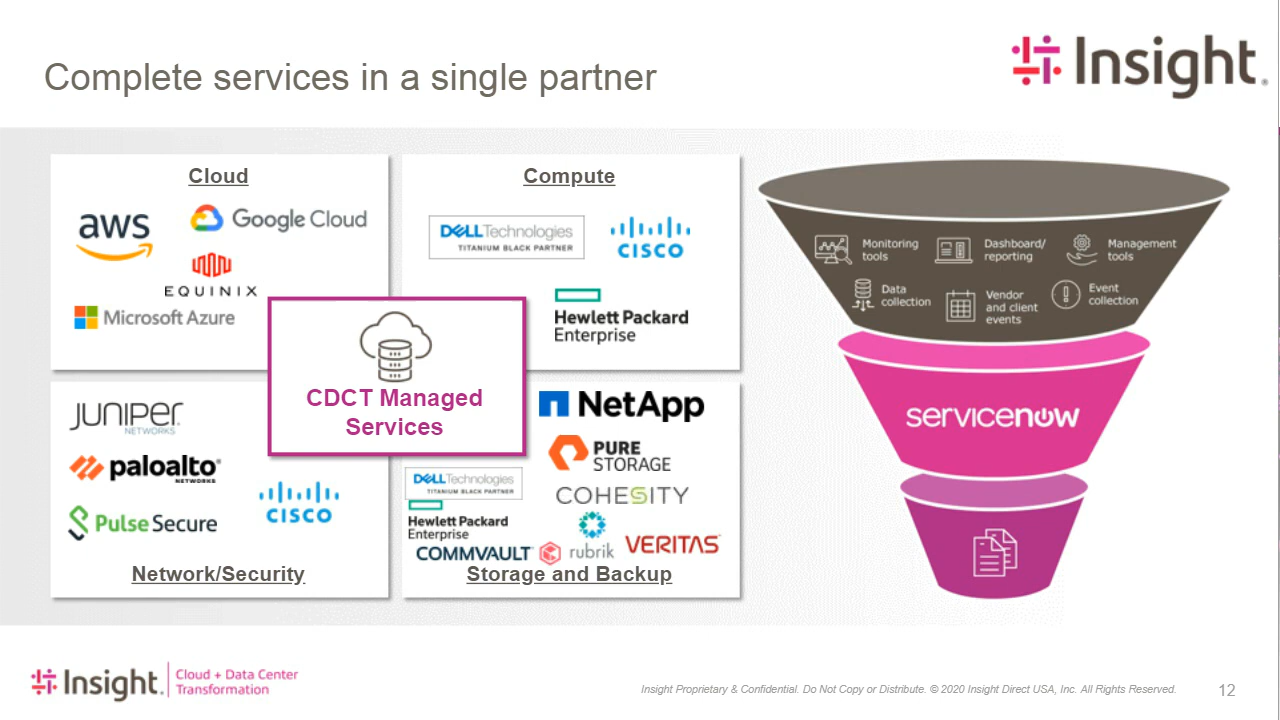 Complete services in a single partner
Insight.
Cloud
aws
Google Cloud
EQUINIX
Microsoft Azure
Compute
DELLTechnologies
TITANIUM BLACK PARTNER
CISCO
Hewlett Packard
Enterprise
CDCT Managed
Services
JUNIPER
NETWORKS
paloalto
NETWORKS
Pulse Secure
CISCO
Network/Security
NetApp
PURE
STORAGE
DELLTechnologies
TITANIUM BLACK PARTNER
COHESITY
Hewlett Packard
Enterprise
COMMVAULT
rubrik
VERITAS
Storage and Backup
Monitoring
tools
Dashboard/
reporting
Management
tools
Data
collection
Vendor
and client
events
Event
collection
servicenow
Insight.
Cloud + Data Center
Transformation
Insight Proprietary & Confidential. Do Not Copy or Distribute. © 2020 Insight Direct USA, Inc. All Rights Reserved.
12